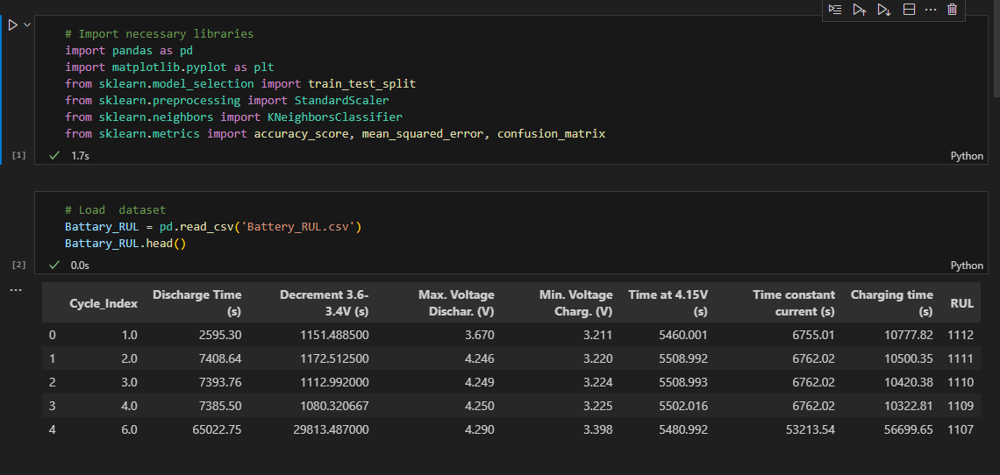 # Import necessary libraries
import pandas as pd
import matplotlib.pyplot as plt
from sklearn.model_selection import train_test_split
from sklearn.preprocessing import StandardScaler
from sklearn.neighbors import KNeighborsClassifier
from sklearn.metrics import accuracy_score, mean_squared_error, confusion_matrix
[1] 1.7s Python
# Load  dataset
Battary_RUL = pd.read_csv('Battery_RUL.csv')
Battary_RUL.head()
[2] 0.0s Python
Cycle_Index Discharge Time (s) Decrement 3.6-3.4V (s) Max. Voltage Dischar. (V) Min. Voltage Charg. (V) Time at 4.15V (s) Time constant current (s) Charging time (s) RUL
0 1.0 2595.30 1151.488500 3.670 3.211 5460.001 6755.01 10777.82 1112
1 2.0 7408.64 1172.512500 4.246 3.220 5508.992 6762.02 10500.35 1111
2 3.0 7393.76 1112.992000 4.249 3.224 5508.993 6762.02 10420.38 1110
3 4.0 7385.50 1080.320667 4.250 3.225 5502.016 6762.02 10322.81 1109
4 6.0 65022.75 29813.487000 4.290 3.398 5480.992 53213.54 56699.65 1107